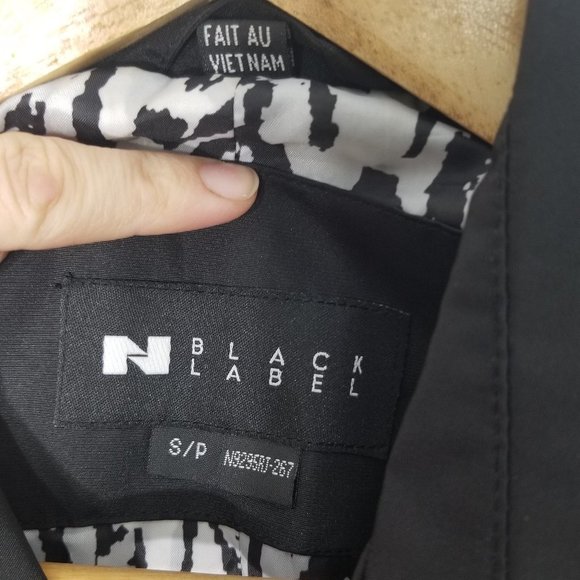 FAIT AU
VIETNAM
N BLACK
LABEL
S/P N9295RJ-267